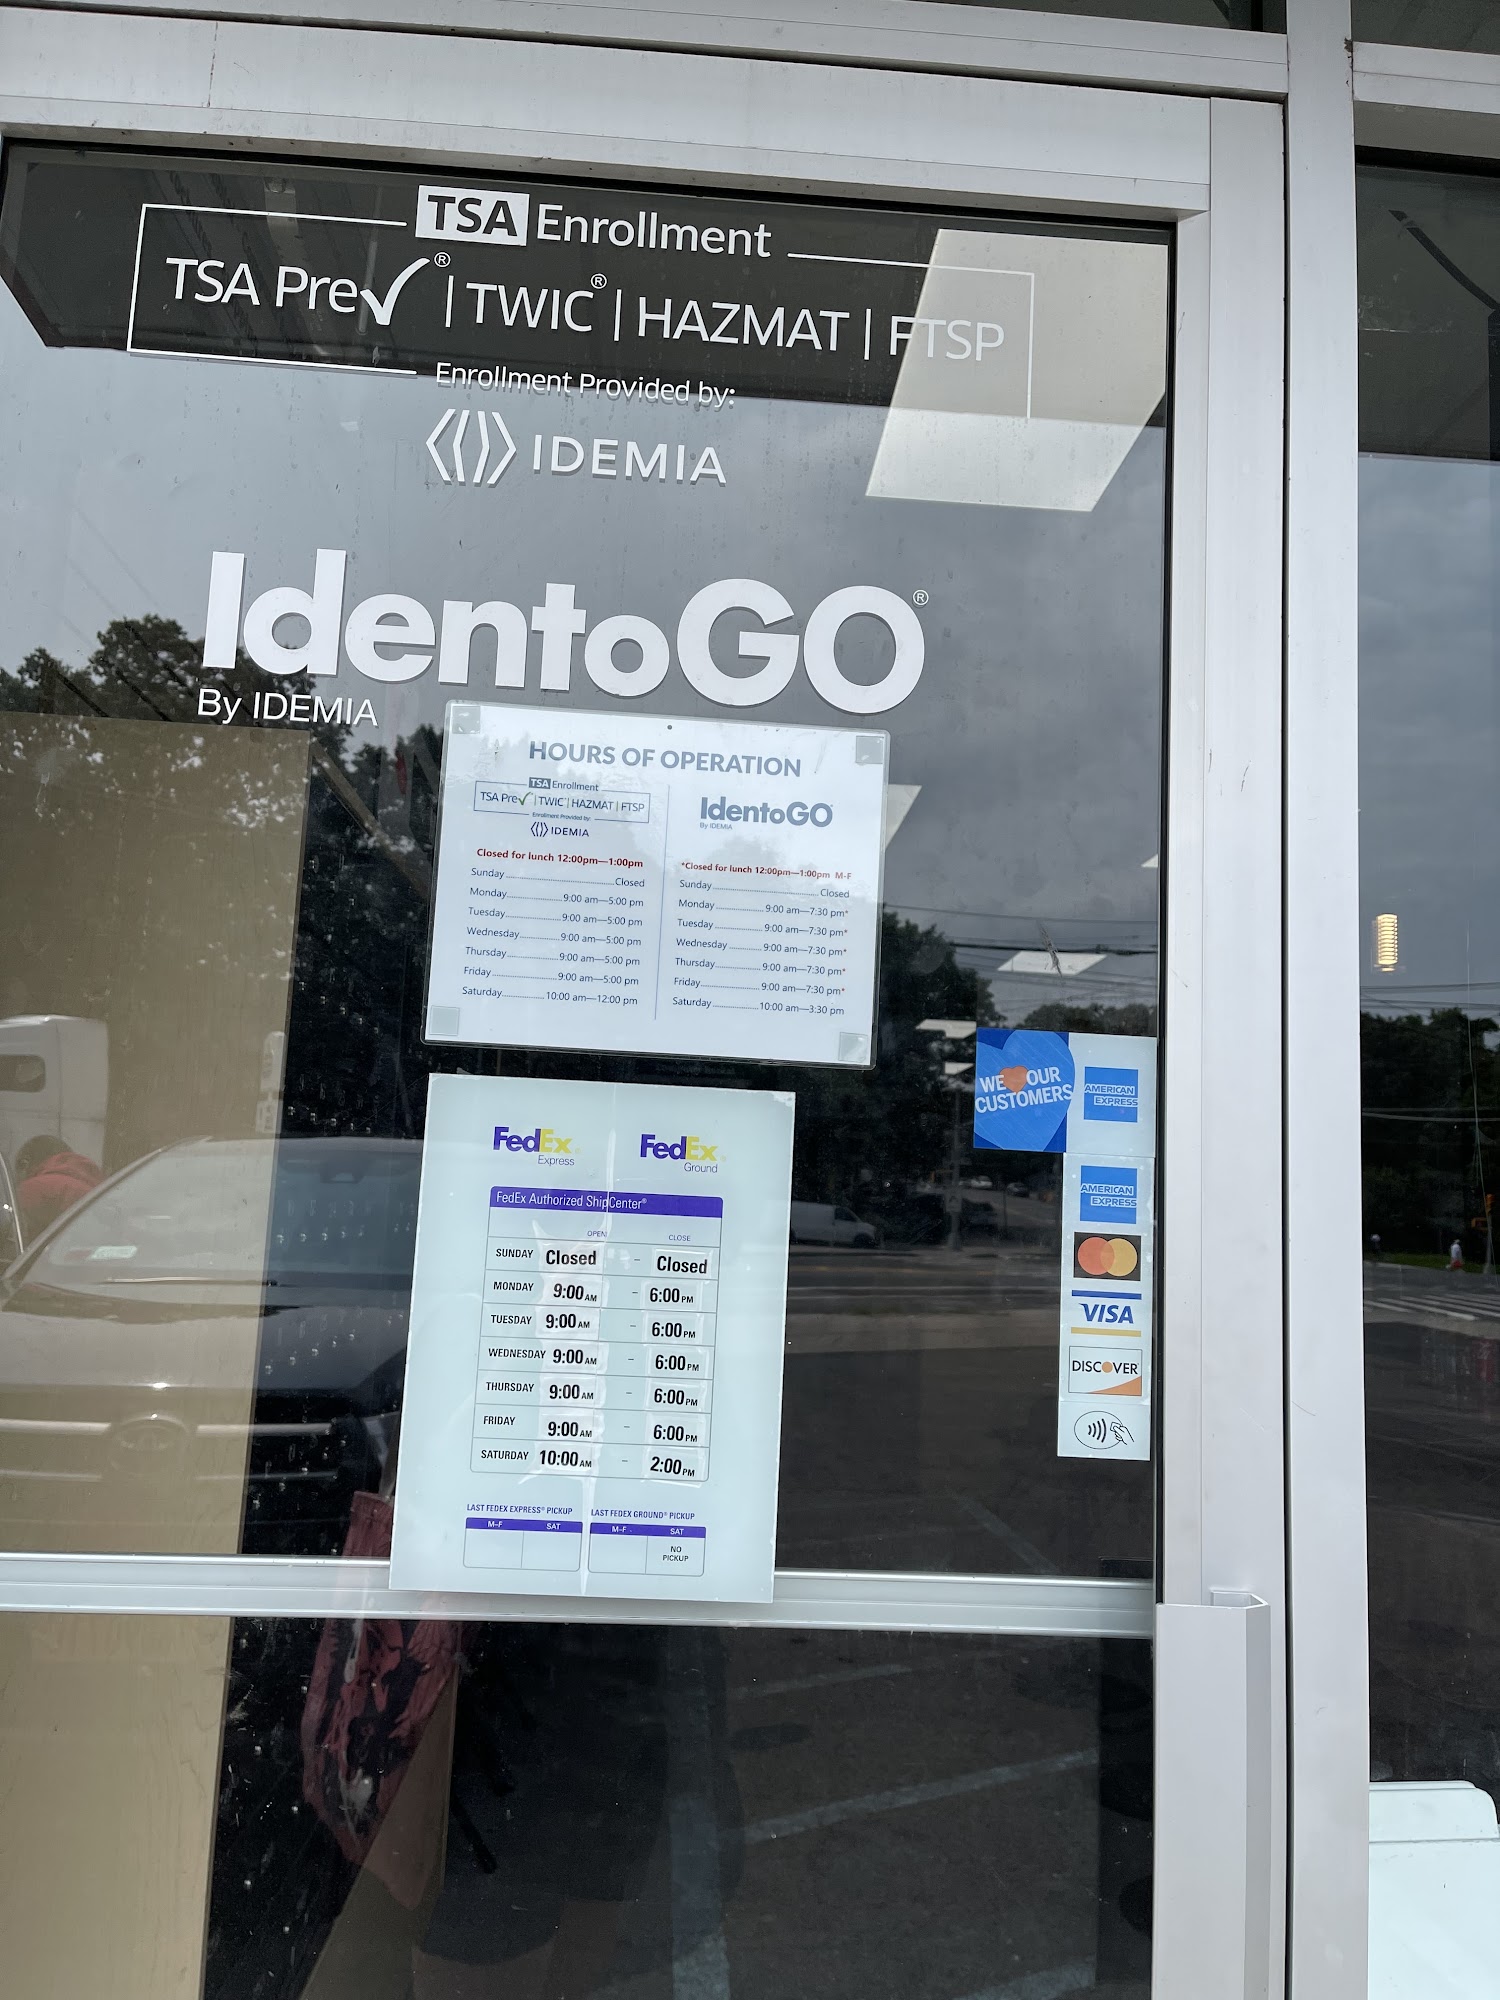 TSA Enrollment
TSA Pre✓® | TWIC® | HAZMAT | FTSP
Enrollment Provided by:
IDEMIA
IdentoGO®
By IDEMIA
HOURS OF OPERATION
TSA Enrollment
TSA Pre✓ | TWIC | HAZMAT | FTSP
Enrollment Provided by:
IDEMIA
Closed for lunch 12:00pm—1:00pm
Sunday Closed
Monday 9:00 am—5:00 pm
Tuesday 9:00 am—5:00 pm
Wednesday 9:00 am—5:00 pm
Thursday 9:00 am—5:00 pm
Friday 9:00 am—5:00 pm
Saturday 10:00 am—12:00 pm
IdentoGO
By IDEMIA
*Closed for lunch 12:00pm—1:00pm M-F
Sunday Closed
Monday 9:00 am—7:30 pm*
Tuesday 9:00 am—7:30 pm*
Wednesday 9:00 am—7:30 pm*
Thursday 9:00 am—7:30 pm*
Friday 9:00 am—7:30 pm*
Saturday 10:00 am—3:30 pm
FedEx Express
FedEx Ground
FedEx Authorized ShipCenter®
OPEN CLOSE
SUNDAY Closed - Closed
MONDAY 9:00 AM - 6:00 PM
TUESDAY 9:00 AM - 6:00 PM
WEDNESDAY 9:00 AM - 6:00 PM
THURSDAY 9:00 AM - 6:00 PM
FRIDAY 9:00 AM - 6:00 PM
SATURDAY 10:00 AM - 2:00 PM
LAST FEDEX EXPRESS® PICKUP
M–F SAT
LAST FEDEX GROUND® PICKUP
M–F SAT
NO
PICKUP
WE OUR
CUSTOMERS
AMERICAN
EXPRESS
AMERICAN
EXPRESS
VISA
DISCOVER